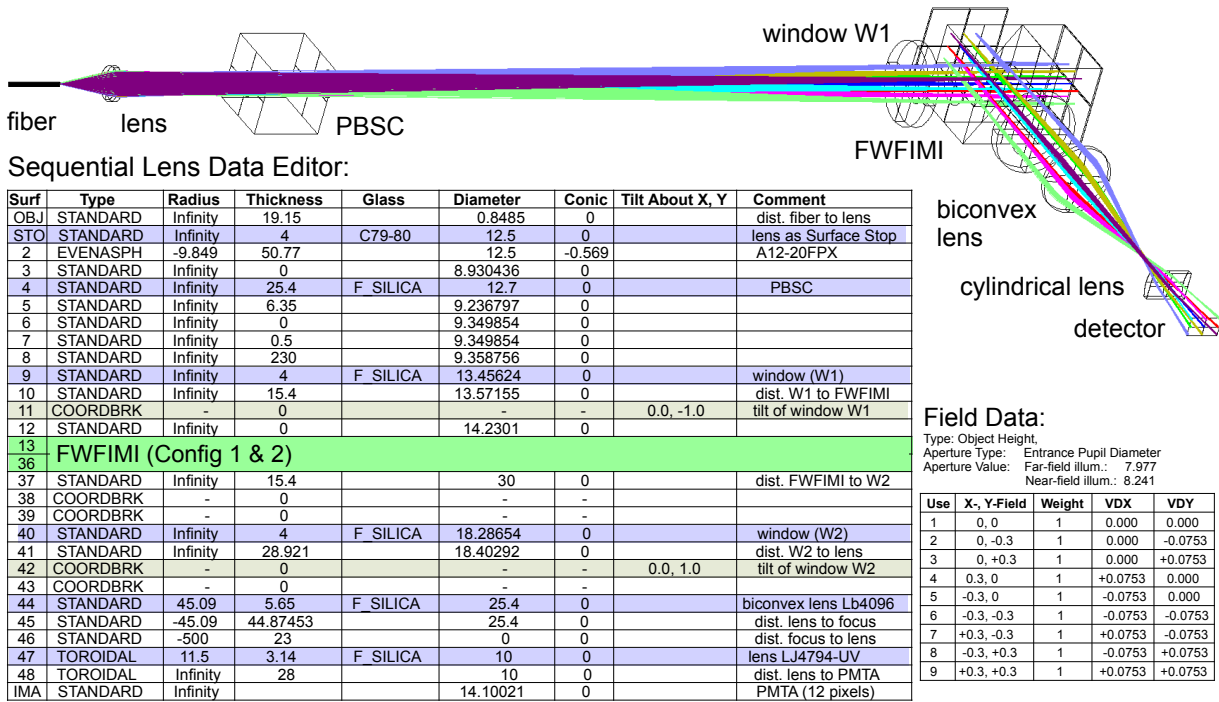 window W1
fiber
lens
PBSC
FWFIMI
biconvex
lens
cylindrical lens
detector
Sequential Lens Data Editor:
Surf Type Radius Thickness Glass Diameter Conic Tilt About X, Y Comment
OBJ STANDARD Infinity 19.15 0.8485 0 dist. fiber to lens
STO STANDARD Infinity 4 C79-80 12.5 0 lens as Surface Stop
2 EVENASPH -9.849 50.77 12.5 -0.569 A12-20FPX
3 STANDARD Infinity 0 8.930436 0
4 STANDARD Infinity 25.4 F_SILICA 12.7 0 PBSC
5 STANDARD Infinity 6.35 9.236797 0
6 STANDARD Infinity 0 9.349854 0
7 STANDARD Infinity 0.5 9.349854 0
8 STANDARD Infinity 230 9.358756 0
9 STANDARD Infinity 4 F_SILICA 13.45624 0 window (W1)
10 STANDARD Infinity 15.4 13.57155 0 dist. W1 to FWFIMI
11 COORDBRK - 0 - - 0.0, -1.0 tilt of window W1
12 STANDARD Infinity 0 14.2301 0
13
36 FWFIMI (Config 1 & 2)
37 STANDARD Infinity 15.4 30 0 dist. FWFIMI to W2
38 COORDBRK - 0 - -
39 COORDBRK - 0 - -
40 STANDARD Infinity 4 F_SILICA 18.28654 0 window (W2)
41 STANDARD Infinity 28.921 18.40292 0 dist. W2 to lens
42 COORDBRK - 0 - - 0.0, 1.0 tilt of window W2
43 COORDBRK - 0 - -
44 STANDARD 45.09 5.65 F_SILICA 25.4 0 biconvex lens Lb4096
45 STANDARD -45.09 44.87453 25.4 0 dist. lens to focus
46 STANDARD -500 23 0 0 dist. focus to lens
47 TOROIDAL 11.5 3.14 F_SILICA 10 0 lens LJ4794-UV
48 TOROIDAL Infinity 28 10 0 dist. lens to PMTA
IMA STANDARD Infinity 14.10021 0 PMTA (12 pixels)
Field Data:
Type: Object Height,
Aperture Type: Entrance Pupil Diameter
Aperture Value: Far-field illum.: 7.977
Near-field illum.: 8.241
Use X-, Y-Field Weight VDX VDY
1 0, 0 1 0.000 0.000
2 0, -0.3 1 0.000 -0.0753
3 0, +0.3 1 0.000 +0.0753
4 0.3, 0 1 +0.0753 0.000
5 -0.3, 0 1 -0.0753 0.000
6 -0.3, -0.3 1 -0.0753 -0.0753
7 +0.3, -0.3 1 +0.0753 -0.0753
8 -0.3, +0.3 1 -0.0753 +0.0753
9 +0.3, +0.3 1 +0.0753 +0.0753